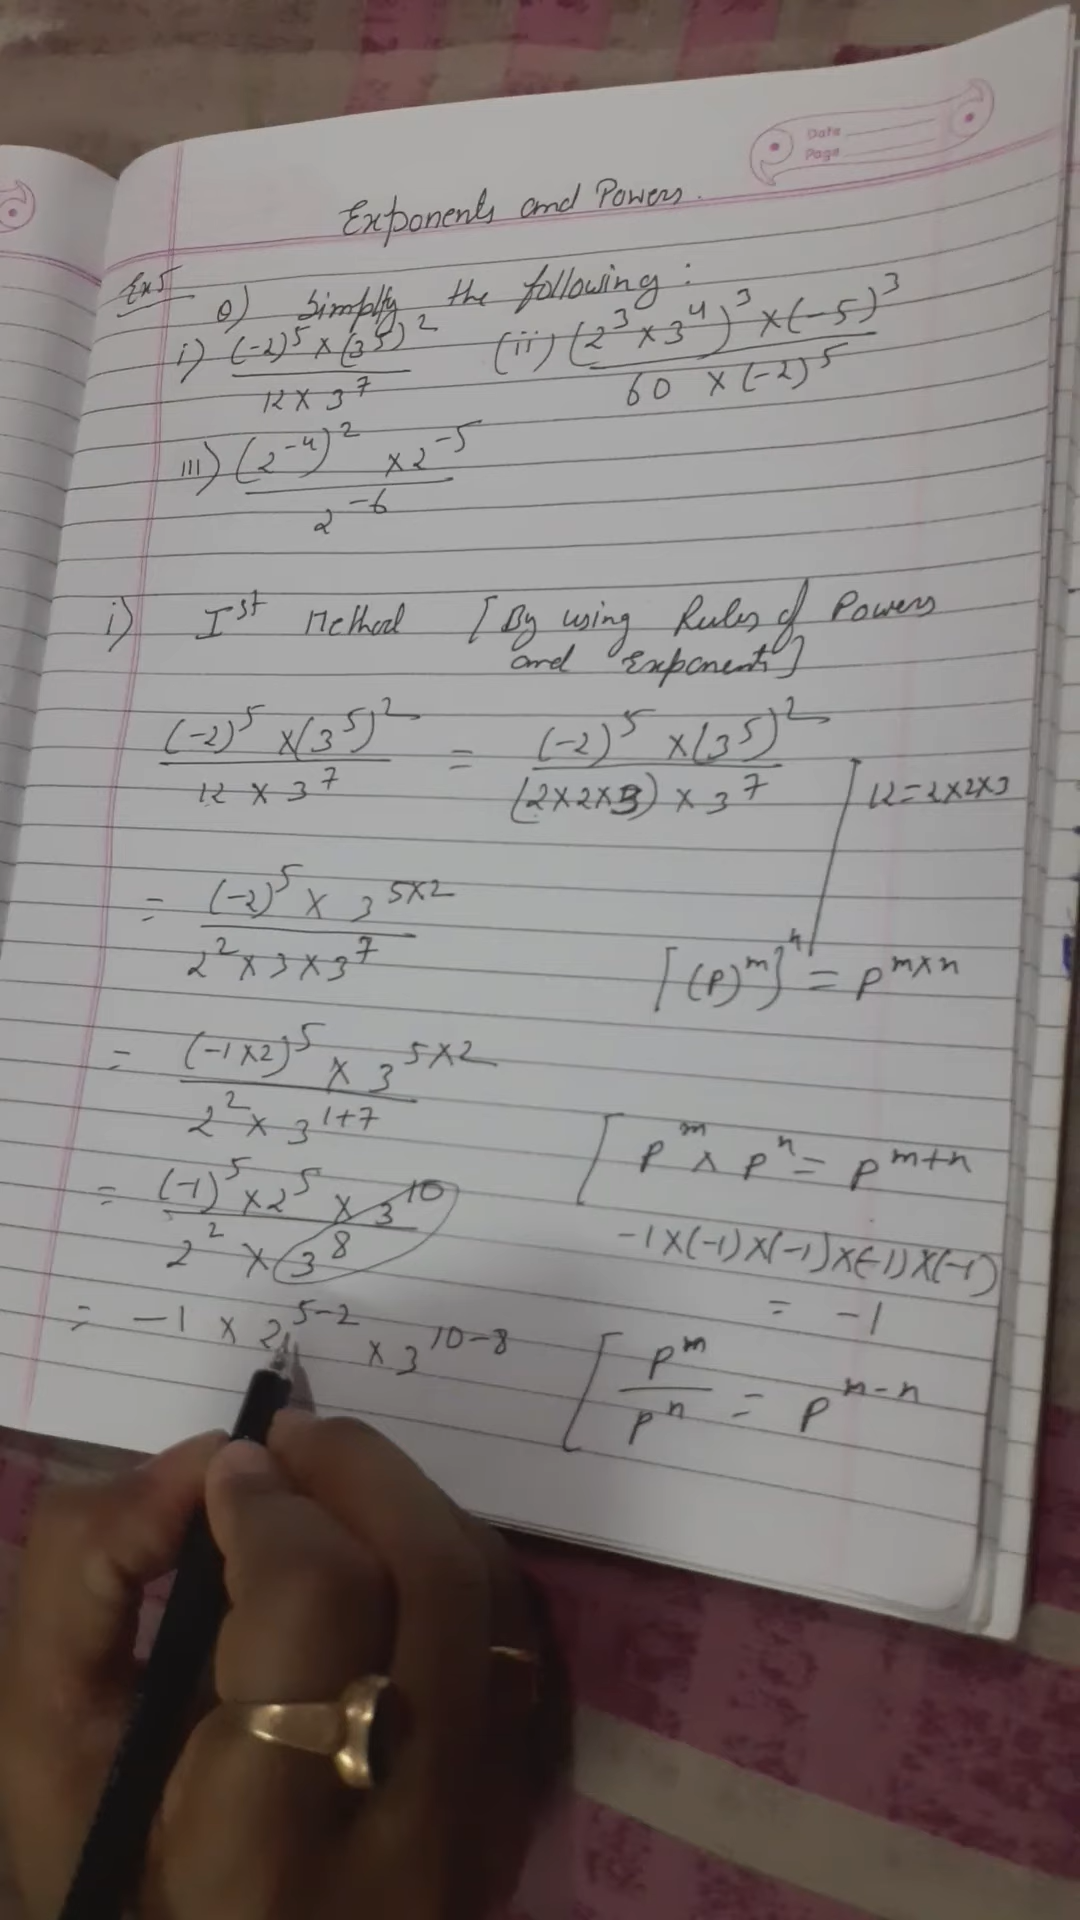 Date
Page
Exponents and Powers.
Ex5
Q) Simplfy the following:
i) (-2)^5 × (3^5)^2 / 12 × 3^7 (ii) (2^3 × 3^4)^3 × (-5)^3 / 60 × (-2)^5
iii) (2^-4)^2 × 2^-5 / 2^-6
i) I^st Method [By using Rules of Powers
and Exponents]
(-2)^5 × (3^5)^2 / 12 × 3^7 = (-2)^5 × (3^5)^2 / (2×2×3) × 3^7 [12=2×2×3
= (-2)^5 × 3^5×2 / 2^2 × 3 × 3^7 [(P)^m]^n = P^m×n
= (-1×2)^5 × 3^5×2 / 2^2 × 3^1+7 [P^m × P^n = P^m+n
= (-1)^5 × 2^5 × 3^10 / 2^2 × 3^8 -1×(-1)×(-1)×(-1)×(-1)
= -1
= -1 × 2^5-2 × 3^10-8 [P^m / P^n = P^m-n